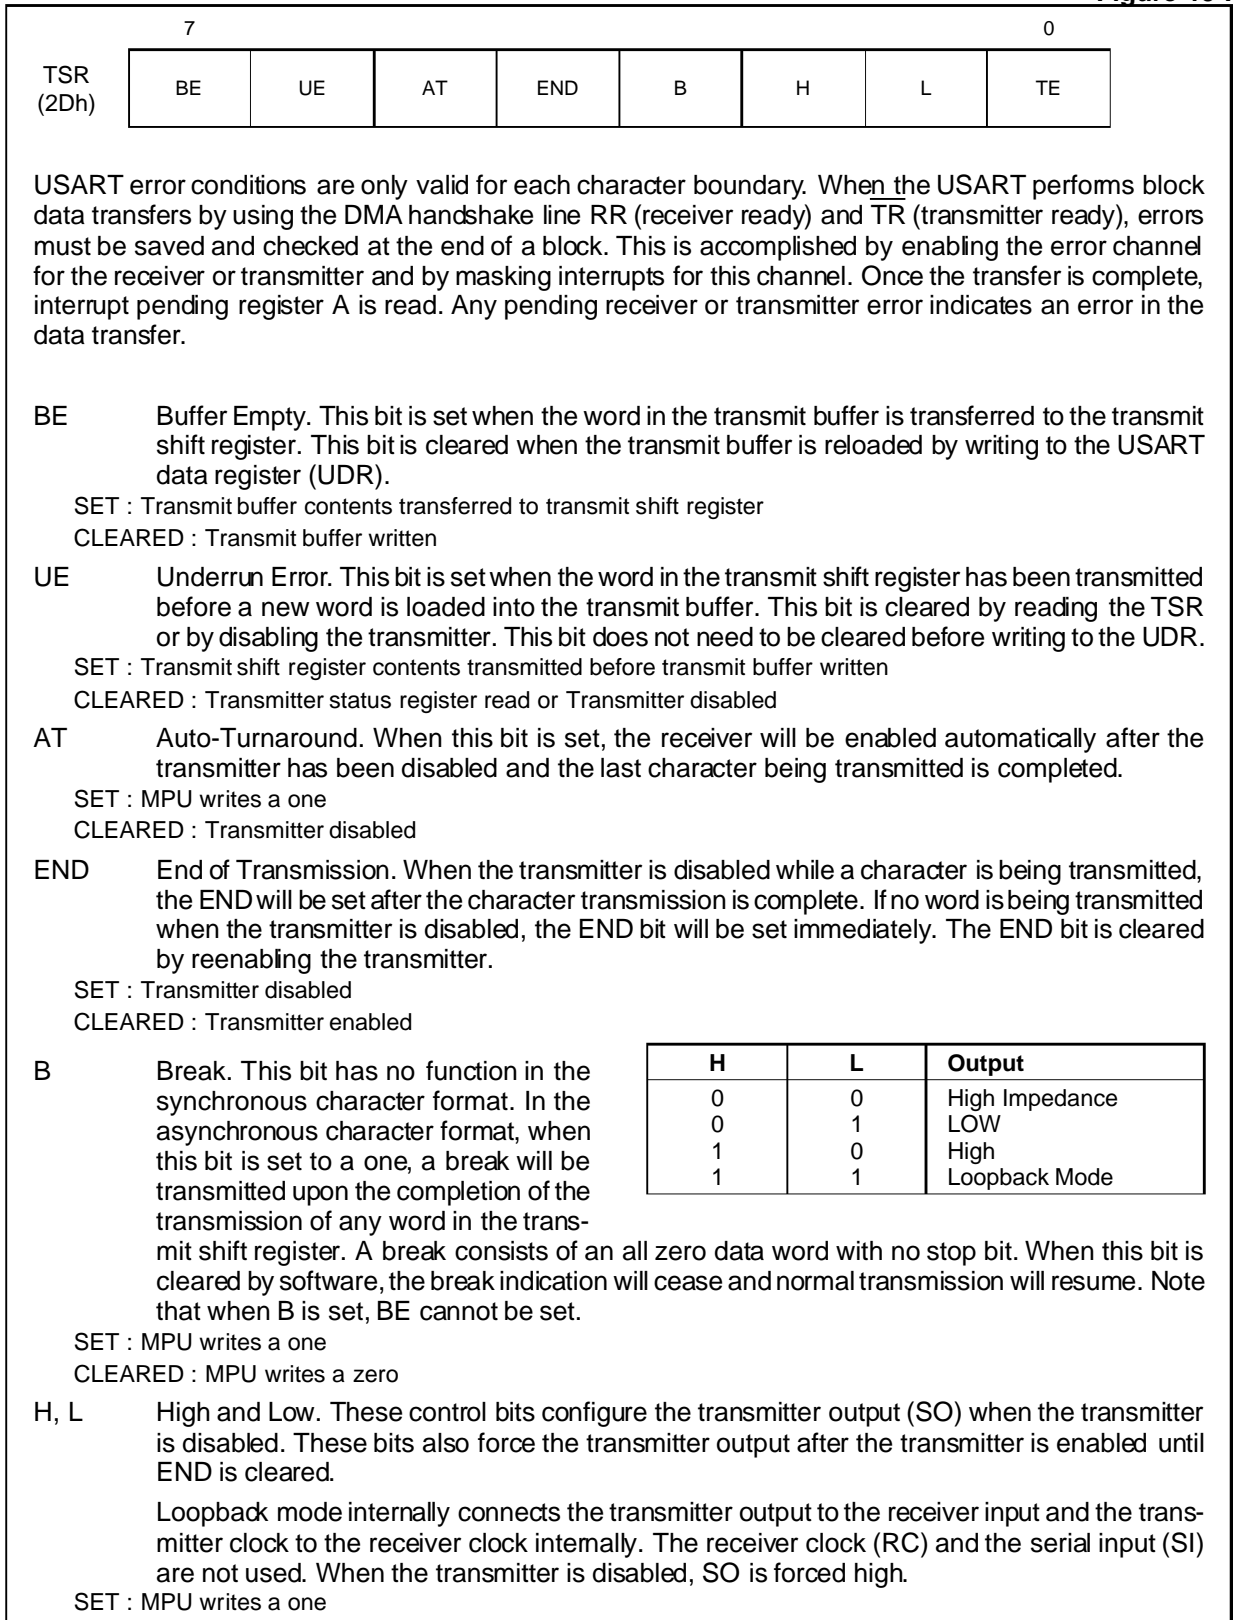 7 0
TSR
(2Dh)
BE UE AT END B H L TE
USART error conditions are only valid for each character boundary. When the USART performs block
data transfers by using the DMA handshake line RR (receiver ready) and TR (transmitter ready), errors
must be saved and checked at the end of a block. This is accomplished by enabling the error channel
for the receiver or transmitter and by masking interrupts for this channel. Once the transfer is complete,
interrupt pending register A is read. Any pending receiver or transmitter error indicates an error in the
data transfer.
BE Buffer Empty. This bit is set when the word in the transmit buffer is transferred to the transmit
shift register. This bit is cleared when the transmit buffer is reloaded by writing to the USART
data register (UDR).
SET : Transmit buffer contents transferred to transmit shift register
CLEARED : Transmit buffer written
UE Underrun Error. This bit is set when the word in the transmit shift register has been transmitted
before a new word is loaded into the transmit buffer. This bit is cleared by reading the TSR
or by disabling the transmitter. This bit does not need to be cleared before writing to the UDR.
SET : Transmit shift register contents transmitted before transmit buffer written
CLEARED : Transmitter status register read or Transmitter disabled
AT Auto-Turnaround. When this bit is set, the receiver will be enabled automatically after the
transmitter has been disabled and the last character being transmitted is completed.
SET : MPU writes a one
CLEARED : Transmitter disabled
END End of Transmission. When the transmitter is disabled while a character is being transmitted,
the END will be set after the character transmission is complete. If no word is being transmitted
when the transmitter is disabled, the END bit will be set immediately. The END bit is cleared
by reenabling the transmitter.
SET : Transmitter disabled
CLEARED : Transmitter enabled
B Break. This bit has no function in the
synchronous character format. In the
asynchronous character format, when
this bit is set to a one, a break will be
transmitted upon the completion of the
transmission of any word in the trans-
mit shift register. A break consists of an all zero data word with no stop bit. When this bit is
cleared by software, the break indication will cease and normal transmission will resume. Note
that when B is set, BE cannot be set.
H L Output
0 0 High Impedance
0 1 LOW
1 0 High
1 1 Loopback Mode
SET : MPU writes a one
CLEARED : MPU writes a zero
H, L High and Low. These control bits configure the transmitter output (SO) when the transmitter
is disabled. These bits also force the transmitter output after the transmitter is enabled until
END is cleared.
Loopback mode internally connects the transmitter output to the receiver input and the trans-
mitter clock to the receiver clock internally. The receiver clock (RC) and the serial input (SI)
are not used. When the transmitter is disabled, SO is forced high.
SET : MPU writes a one